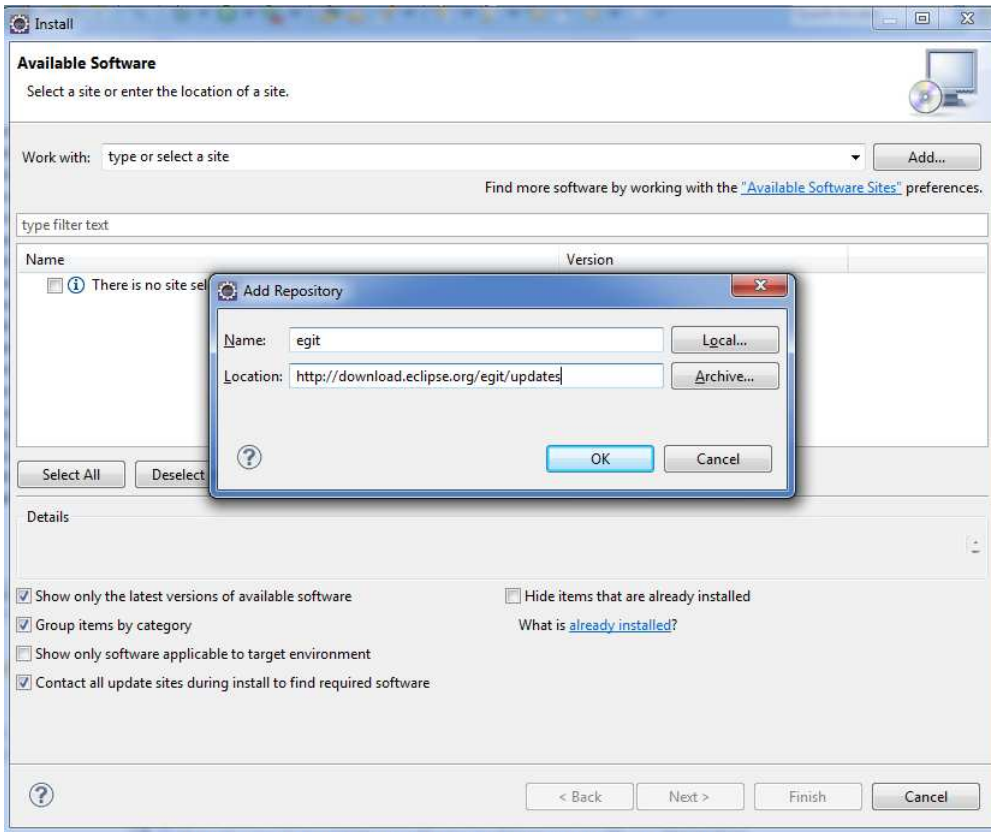 Install
Available Software
Select a site or enter the location of a site.
Work with: type or select a site Add...
Find more software by working with the "Available Software Sites" preferences.
type filter text
Name Version
There is no site sel
Add Repository
Name: egit Local...
Location: http://download.eclipse.org/egit/updates Archive...
OK Cancel
Select All Deselect
Details
Show only the latest versions of available software Hide items that are already installed
Group items by category What is already installed?
Show only software applicable to target environment
Contact all update sites during install to find required software
< Back Next > Finish Cancel